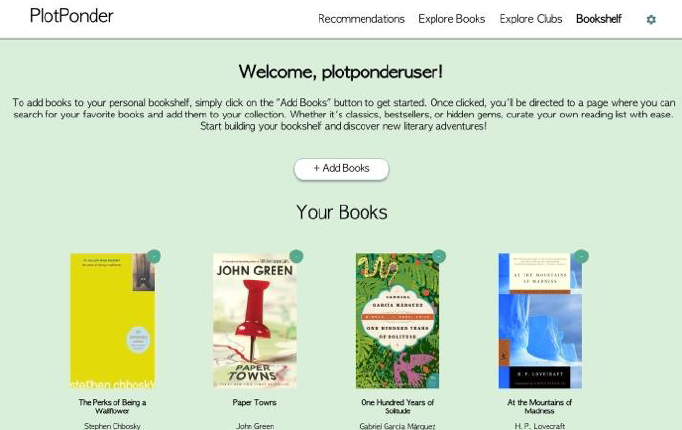 PlotPonder
Recommendations Explore Books Explore Clubs Bookshelf
Welcome, plotponderuser!
To add books to your personal bookshelf, simply click on the "Add Books" button to get started. Once clicked, you'll be directed to a page where you can
search for your favorite books and add them to your collection. Whether it's classics, bestsellers, or hidden gems, curate your own reading list with ease.
Start building your bookshelf and discover new literary adventures!
+ Add Books
Your Books
stephen chbosky
JOHN GREEN
PAPER
TOWNS
GABRIEL
GARCÍA MÁRQUEZ
ONE HUNDRED YEARS
OF SOLITUDE
AT THE MOUNTAINS
OF MADNESS
H. P. LOVECRAFT
The Perks of Being a
Wallflower
Stephen Chbosky
Paper Towns
John Green
One Hundred Years of
Solitude
Gabriel García Márquez
At the Mountains of
Madness
H. P. Lovecraft